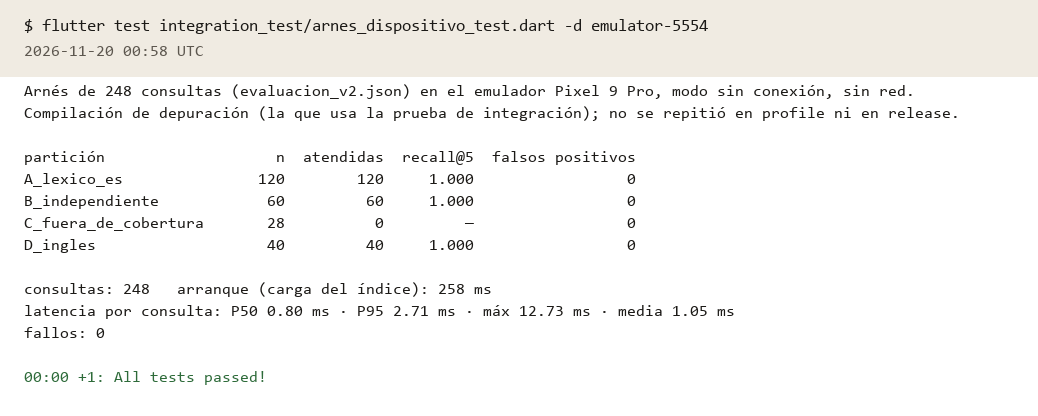 $ flutter test integration_test/arnes_dispositivo_test.dart -d emulator-5554
2026-11-20 00:58 UTC
Arnés de 248 consultas (evaluacion_v2.json) en el emulador Pixel 9 Pro, modo sin conexión, sin red.
Compilación de depuración (la que usa la prueba de integración); no se repitió en profile ni en release.
partición n atendidas recall@5 falsos positivos
A_lexico_es 120 120 1.000 0
B_independiente 60 60 1.000 0
C_fuera_de_cobertura 28 0 — 0
D_ingles 40 40 1.000 0
consultas: 248 arranque (carga del índice): 258 ms
latencia por consulta: P50 0.80 ms · P95 2.71 ms · máx 12.73 ms · media 1.05 ms
fallos: 0
00:00 +1: All tests passed!